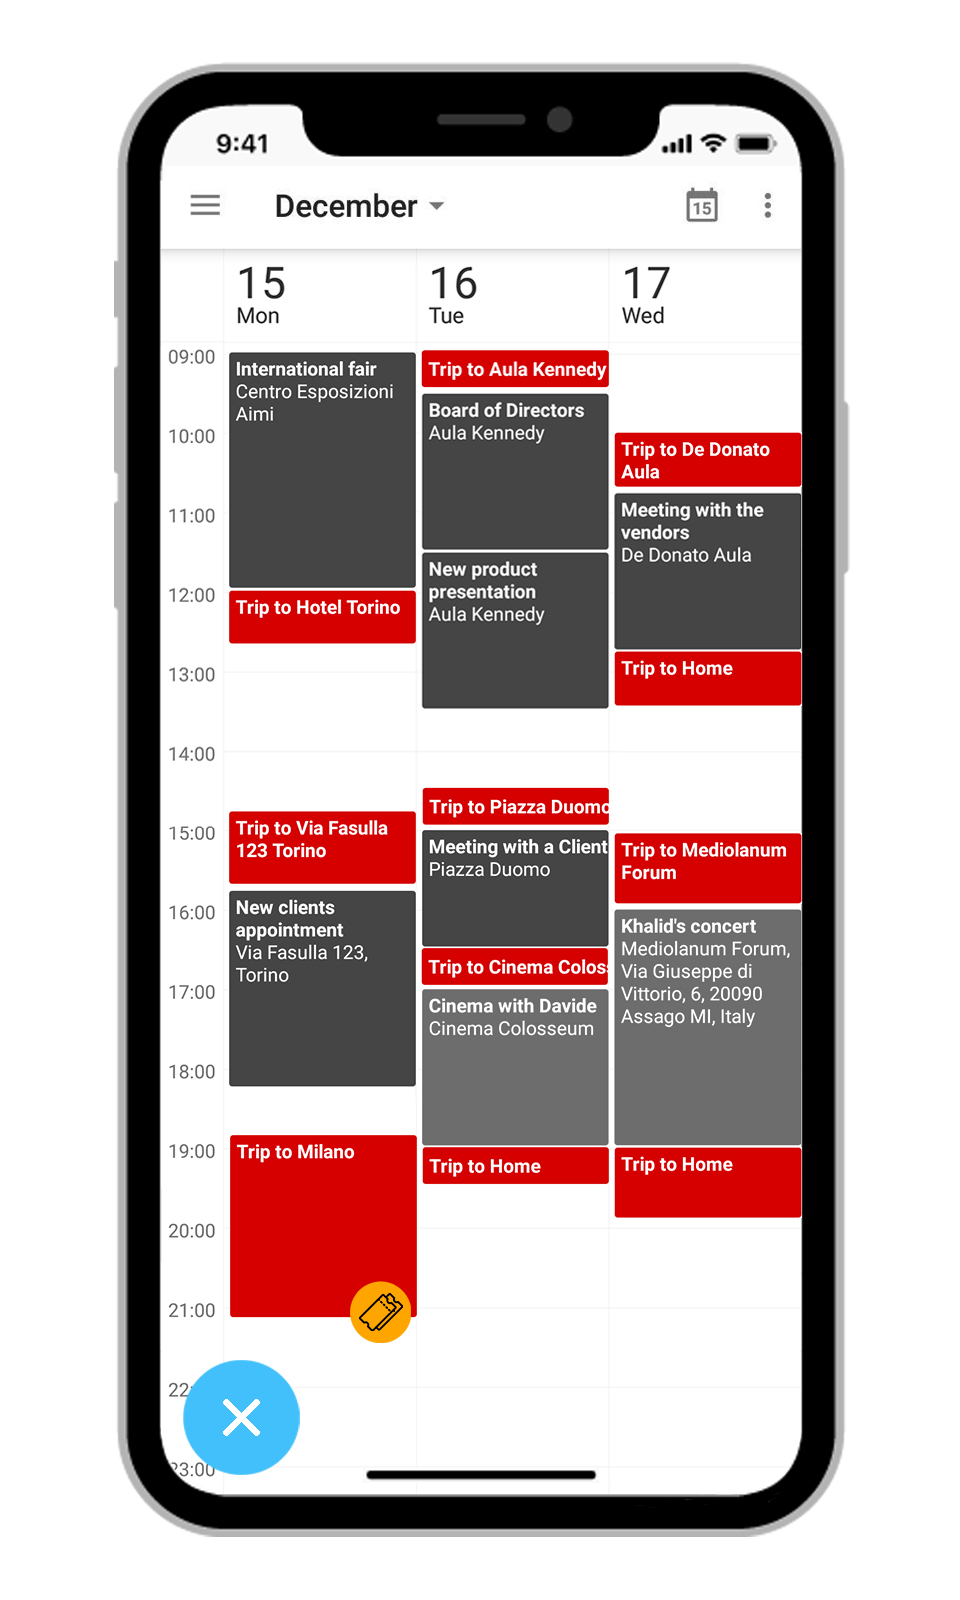 9:41
December
15
15
Mon
16
Tue
17
Wed
09:00
10:00
11:00
12:00
13:00
14:00
15:00
16:00
17:00
18:00
19:00
20:00
21:00
22
23:00
International fair
Centro Esposizioni
Aimi
Trip to Hotel Torino
Trip to Via Fasulla
123 Torino
New clients
appointment
Via Fasulla 123,
Torino
Trip to Milano
Trip to Aula Kennedy
Board of Directors
Aula Kennedy
New product
presentation
Aula Kennedy
Trip to Piazza Duomo
Meeting with a Client
Piazza Duomo
Trip to Cinema Colos
Cinema with Davide
Cinema Colosseum
Trip to Home
Trip to De Donato
Aula
Meeting with the
vendors
De Donato Aula
Trip to Home
Trip to Mediolanum
Forum
Khalid's concert
Mediolanum Forum,
Via Giuseppe di
Vittorio, 6, 20090
Assago MI, Italy
Trip to Home